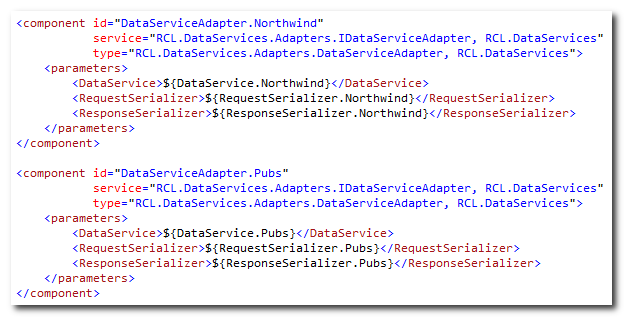 <component id="DataServiceAdapter.Northwind"
service="RCL.DataServices.Adapters.IDataServiceAdapter, RCL.DataServices"
type="RCL.DataServices.Adapters.DataServiceAdapter, RCL.DataServices">
<parameters>
<DataService>${DataService.Northwind}</DataService>
<RequestSerializer>${RequestSerializer.Northwind}</RequestSerializer>
<ResponseSerializer>${ResponseSerializer.Northwind}</ResponseSerializer>
</parameters>
</component>
<component id="DataServiceAdapter.Pubs"
service="RCL.DataServices.Adapters.IDataServiceAdapter, RCL.DataServices"
type="RCL.DataServices.Adapters.DataServiceAdapter, RCL.DataServices">
<parameters>
<DataService>${DataService.Pubs}</DataService>
<RequestSerializer>${RequestSerializer.Pubs}</RequestSerializer>
<ResponseSerializer>${ResponseSerializer.Pubs}</ResponseSerializer>
</parameters>
</component>